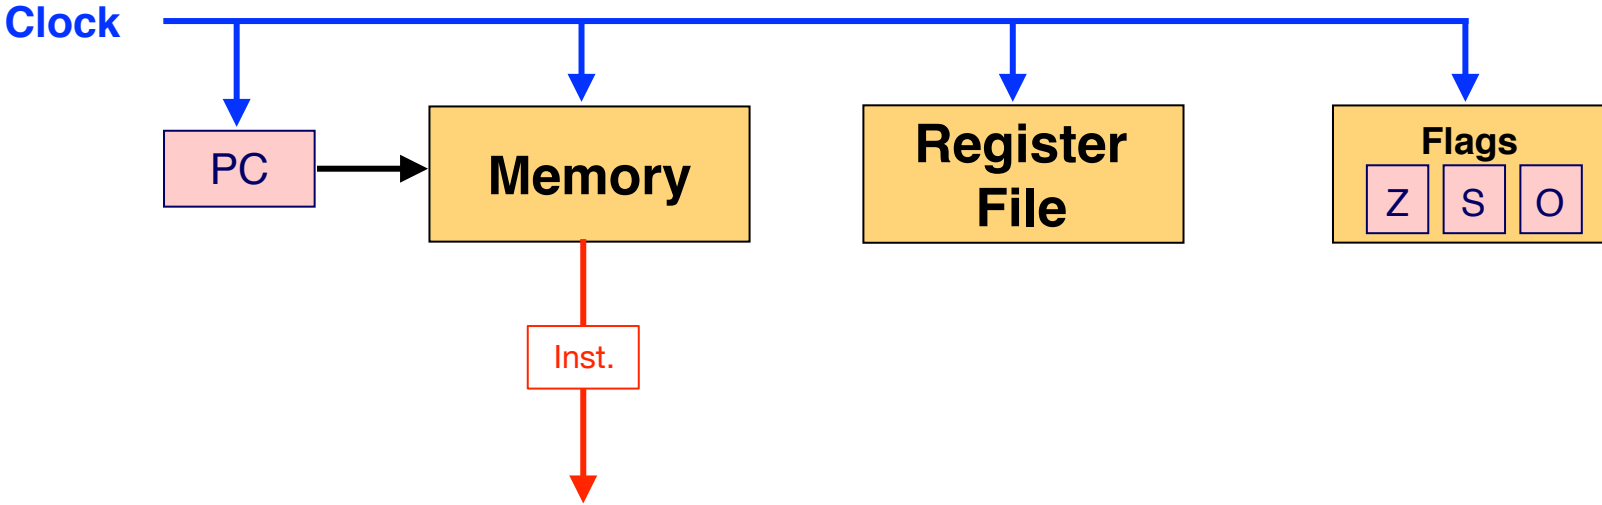 Clock
PC
Memory
Register
File
Flags
Z S O
Inst.